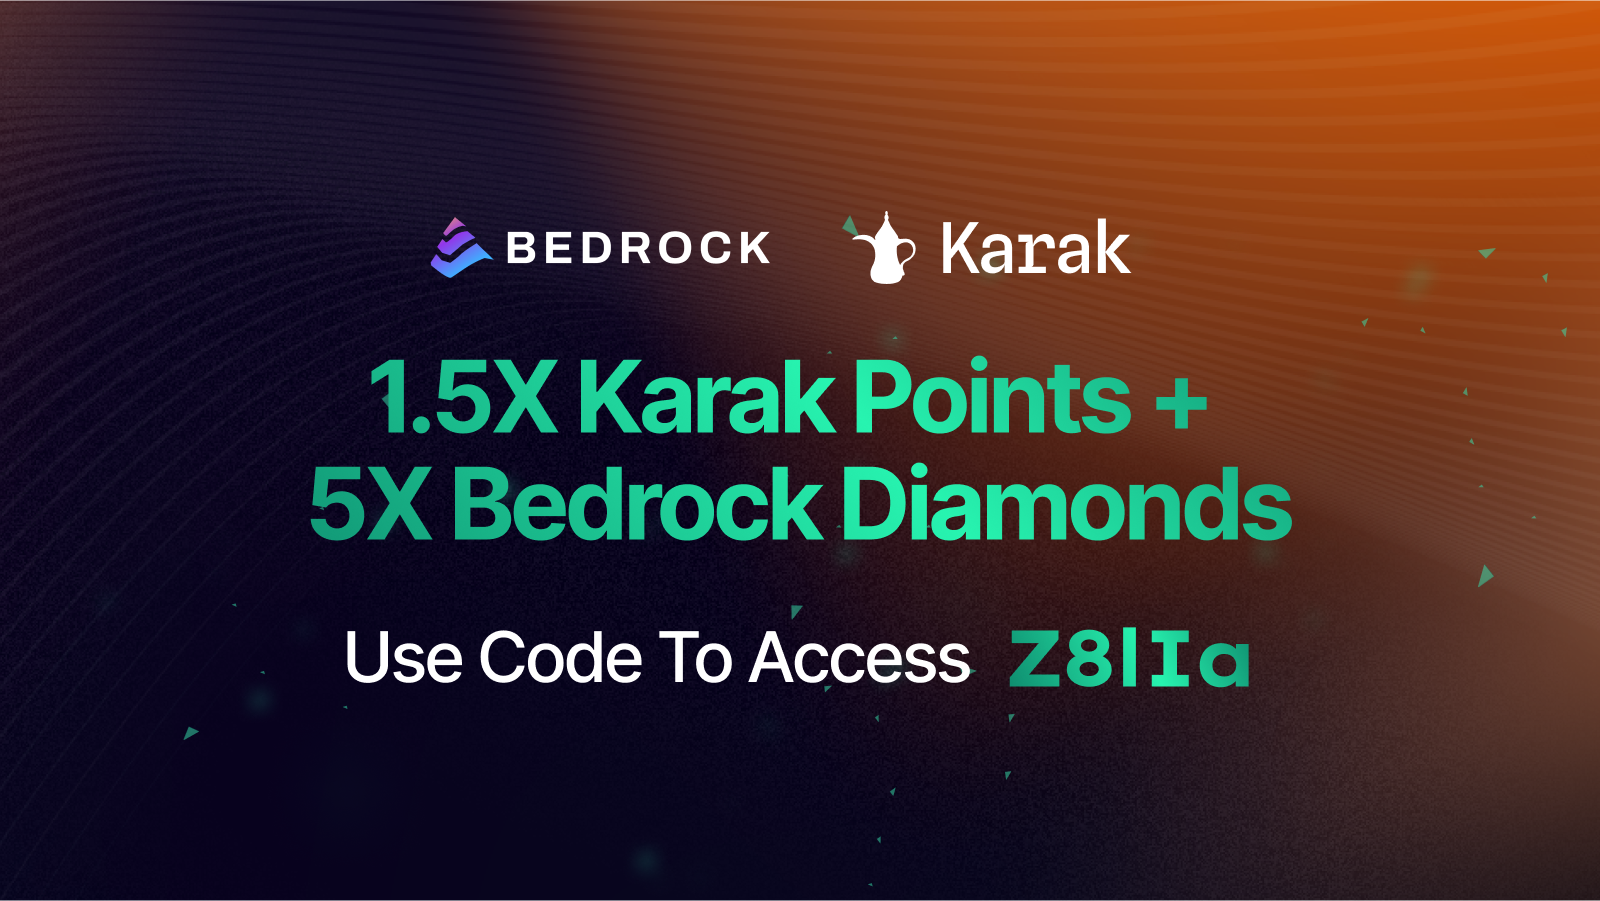 BEDROCK Karak
1.5X Karak Points +
5X Bedrock Diamonds
Use Code To Access Z8lIa